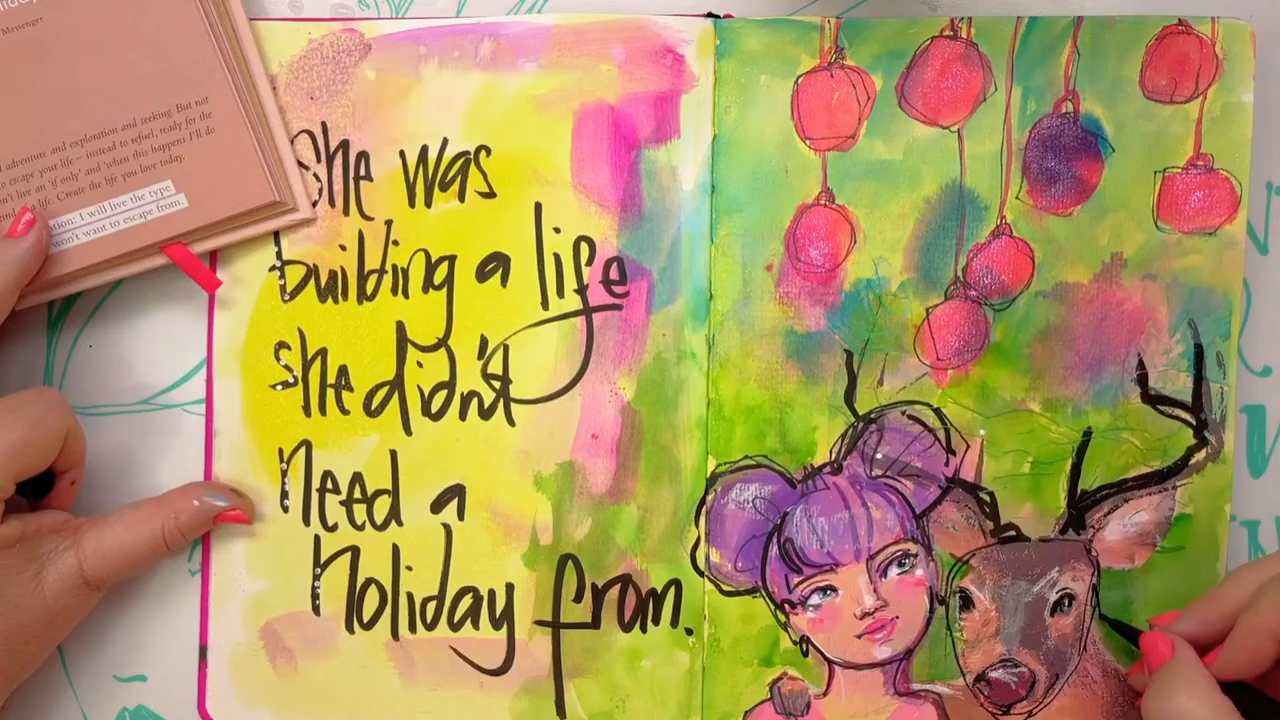 Messenger
adventure and exploration and seeking. But not
escape your life – instead to refuel, ready for the
live an 'if only' and 'when this happens I'll do
life. Create the life you love today.
I will live the type
won't want to escape from.
She was
building a life
she didn't
Need a
Holiday from.